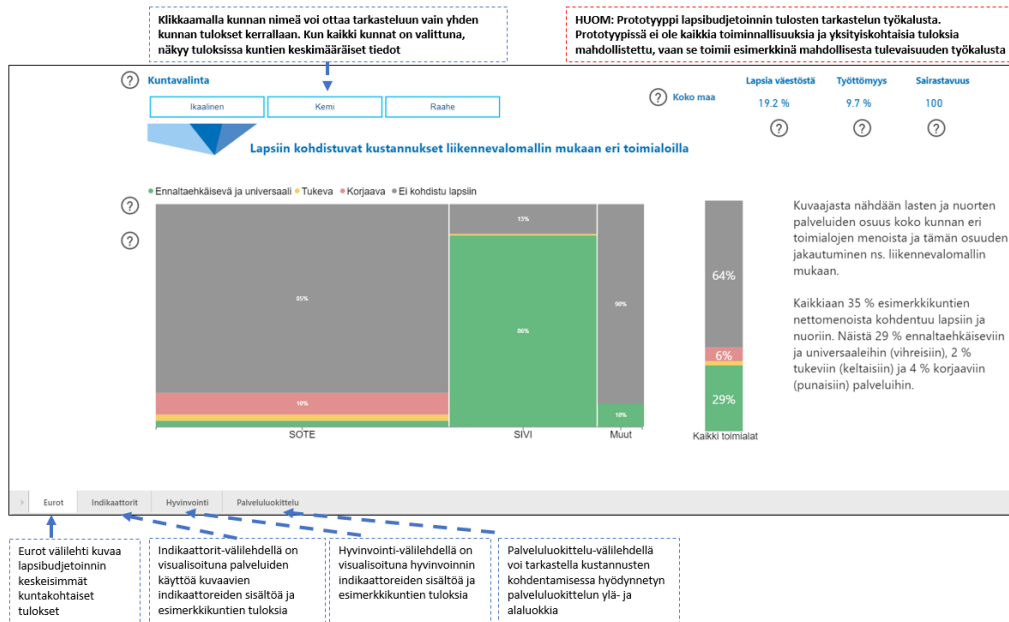 Klikkaamalla kunnan nimeä voi ottaa tarkasteluun vain yhden
kunnan tulokset kerrallaan. Kun kaikki kunnat on valittuna,
näkyy tuloksissa kuntien keskimääräiset tiedot
HUOM: Prototyyppi lapsibudjetoinnin tulosten tarkastelun työkalusta.
Prototyypissä ei ole kaikkia toiminnallisuuksia ja yksityiskohtaisia tuloksia
mahdollistettu, vaan se toimii esimerkkinä mahdollisesta tulevaisuuden työkalusta
? Kuntavalinta
Ikaalinen
Kemi
Raahe
? Koko maa
Lapsia väestöstä
Työttömyys
Sairastavuus
19.2 %
9.7 %
100
?
?
?
Lapsiin kohdistuvat kustannukset liikennevalomallin mukaan eri toimialoilla
Ennaltaehkäisevä ja universaali Tukeva Korjaava Ei kohdistu lapsiin
?
?
85%
10%
13%
86%
90%
10%
SOTE
SIVI
Muut
64%
6%
29%
Kaikki toimialat
Kuvaajasta nähdään lasten ja nuorten
palveluiden osuus koko kunnan eri
toimialojen menoista ja tämän osuuden
jakautuminen ns. liikennevalomallin
mukaan.
Kaikkiaan 35 % esimerkkikuntien
nettomenoista kohdentuu lapsiin ja
nuoriin. Näistä 29 % ennaltaehkäiseviin
ja universaaleihin (vihreisiin), 2 %
tukeviin (keltaisiin) ja 4 % korjaaviin
(punaisiin) palveluihin.
Eurot
Indikaattorit
Hyvinvointi
Palveluluokittelu
Eurot välilehti kuvaa
lapsibudjetoinnin
keskeisimmät
kuntakohtaiset
tulokset
Indikaattorit-välilehdellä on
visualisoituna palveluiden
käyttöä kuvaavien
indikaattoreiden sisältöä ja
esimerkkikuntien tuloksia
Hyvinvointi-välilehdellä on
visualisoituna hyvinvoinnin
indikaattoreiden sisältöä ja
esimerkkikuntien tuloksia
Palveluluokittelu-välilehdellä
voi tarkastella kustannusten
kohdentamisessa hyödynnetyn
palveluluokittelun ylä- ja
alaluokkia